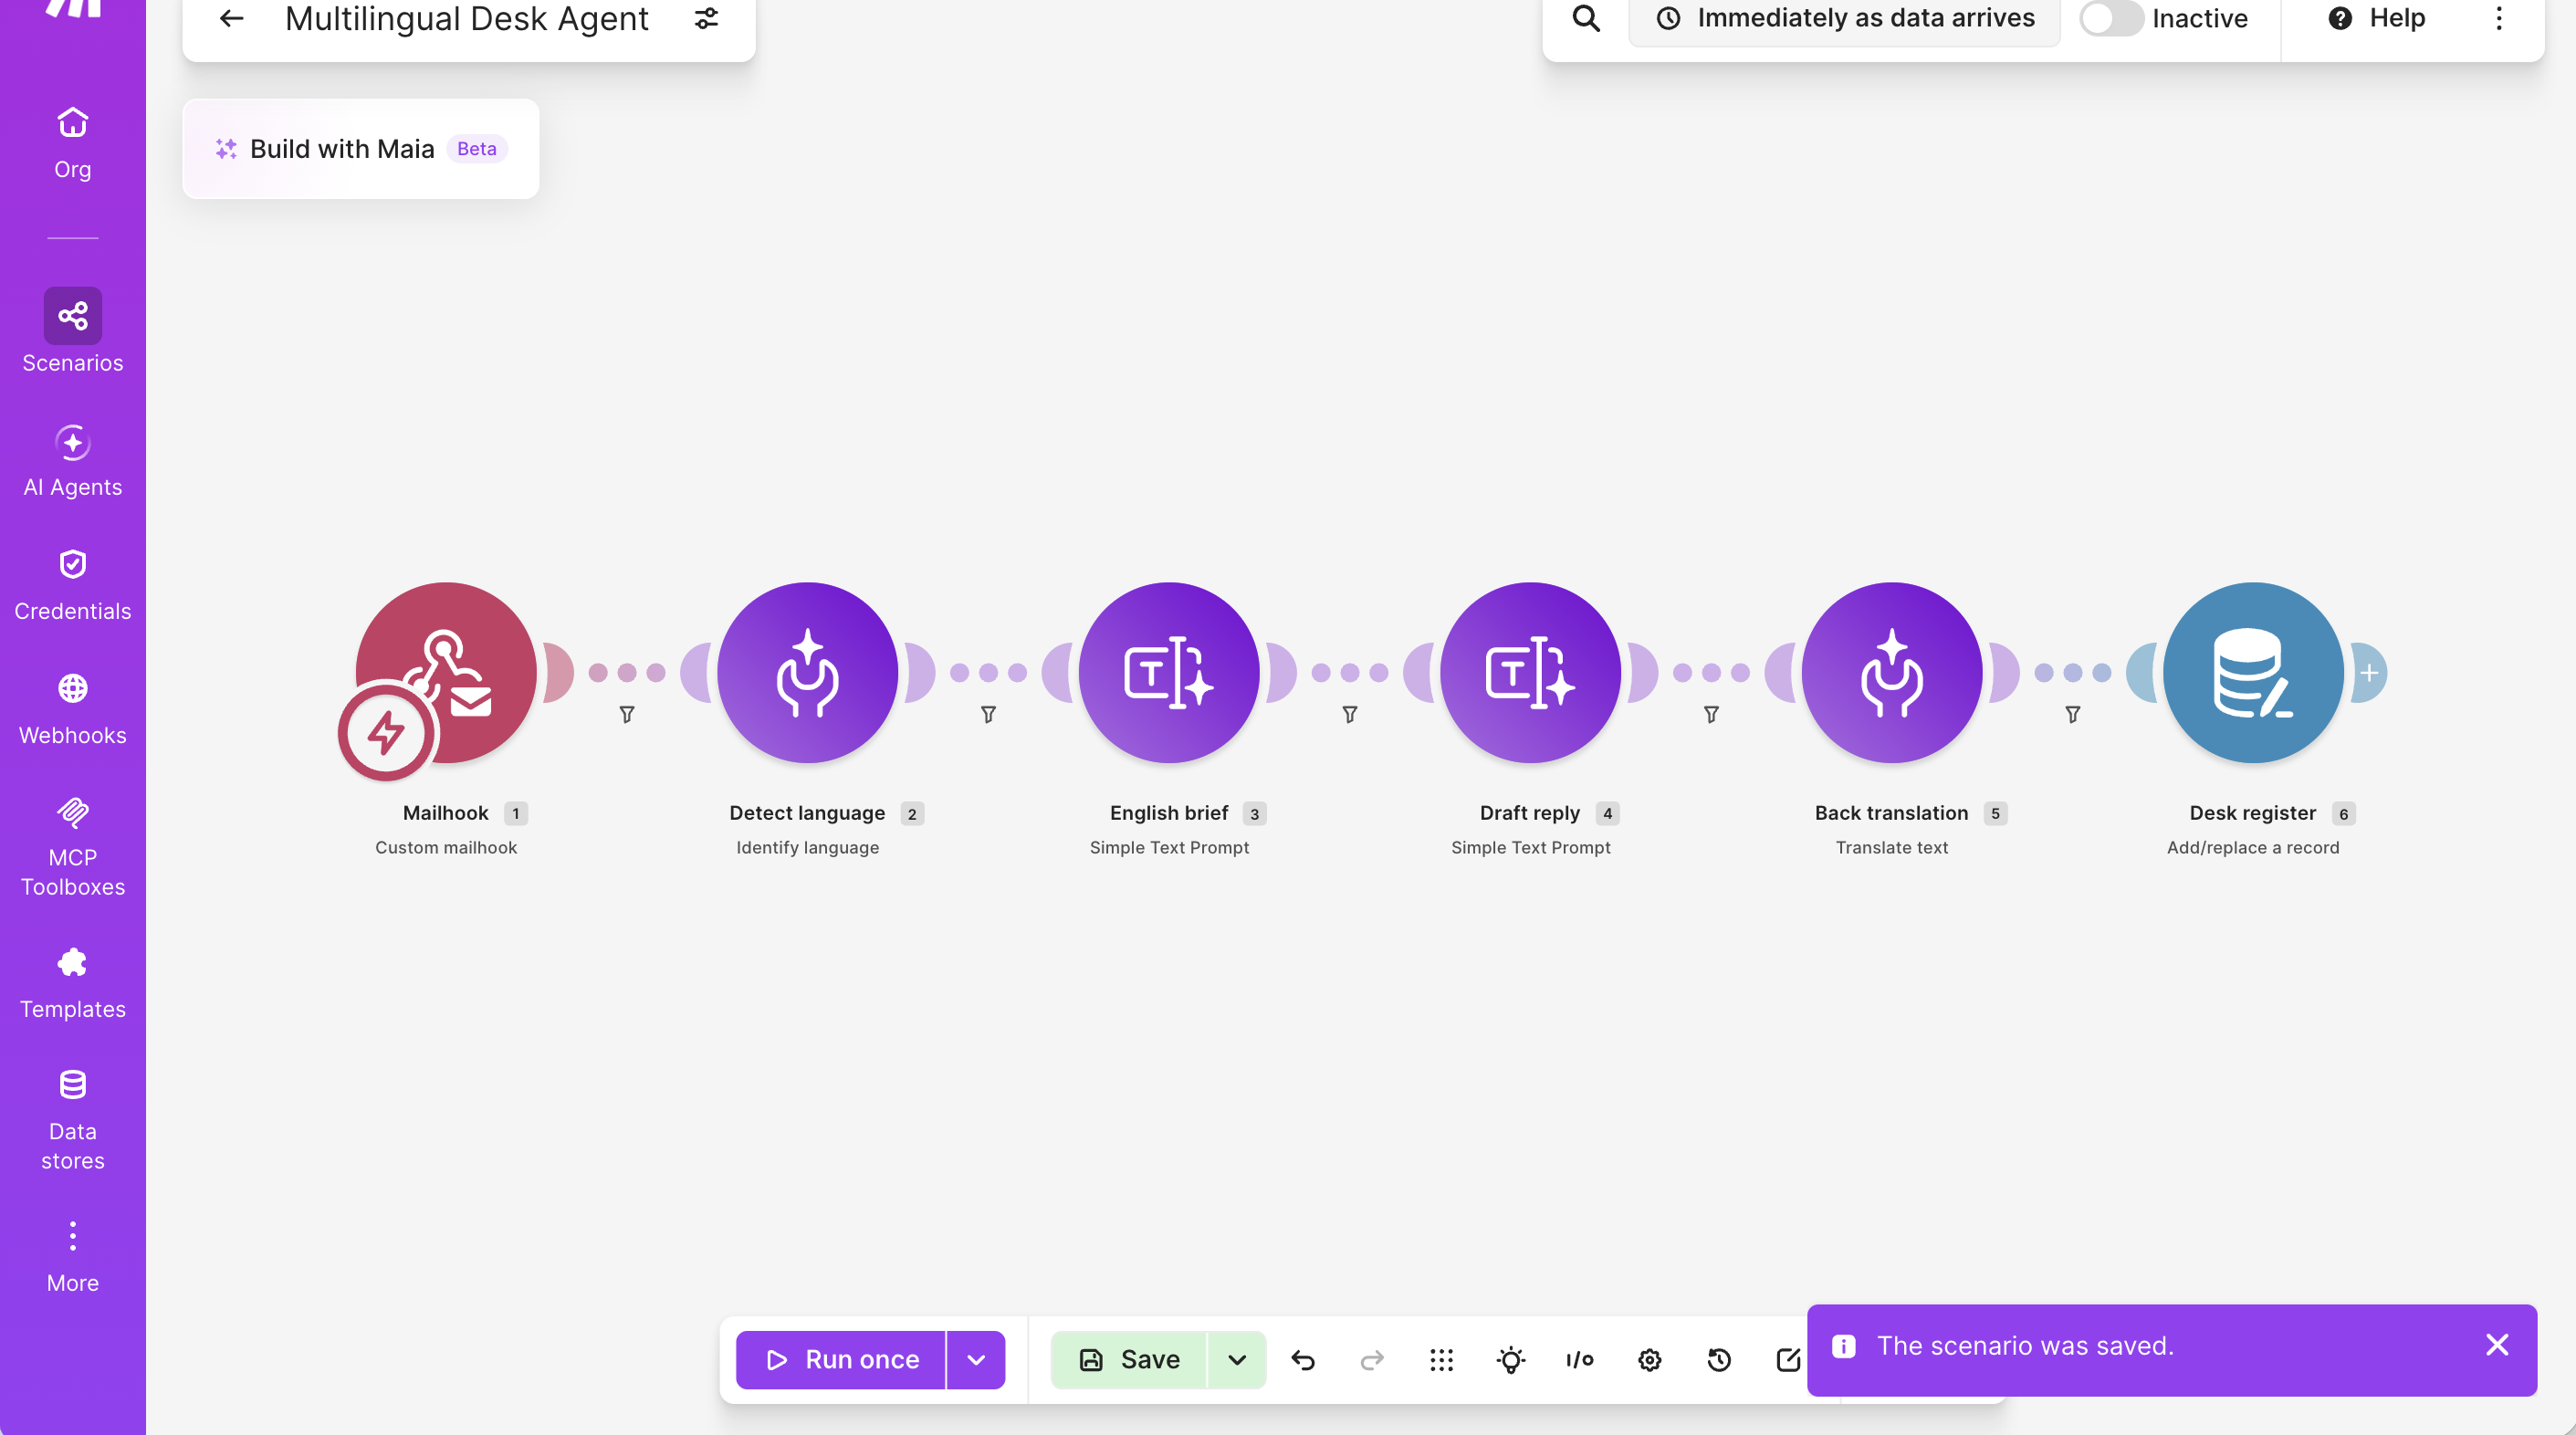 Multilingual Desk Agent
Immediately as data arrives
Inactive
Help
Build with Maia Beta
Org
Scenarios
AI Agents
Credentials
Webhooks
MCP
Toolboxes
Templates
Data
stores
More
Mailhook 1
Custom mailhook
Detect language 2
Identify language
English brief 3
Simple Text Prompt
Draft reply 4
Simple Text Prompt
Back translation 5
Translate text
Desk register 6
Add/replace a record
Run once
Save
The scenario was saved.